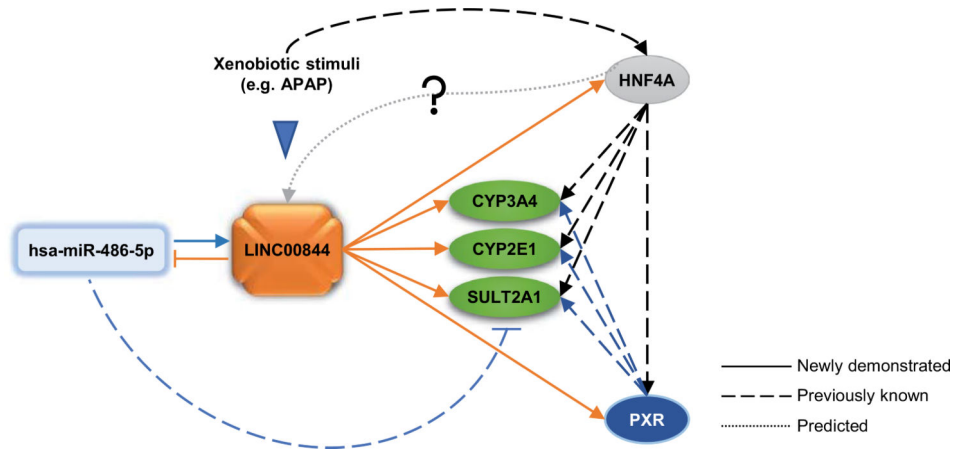 Xenobiotic stimuli
(e.g. APAP)
?
HNF4A
CYP3A4
hsa-miR-486-5p
LINC00844
CYP2E1
SULT2A1
PXR
Newly demonstrated
Previously known
Predicted